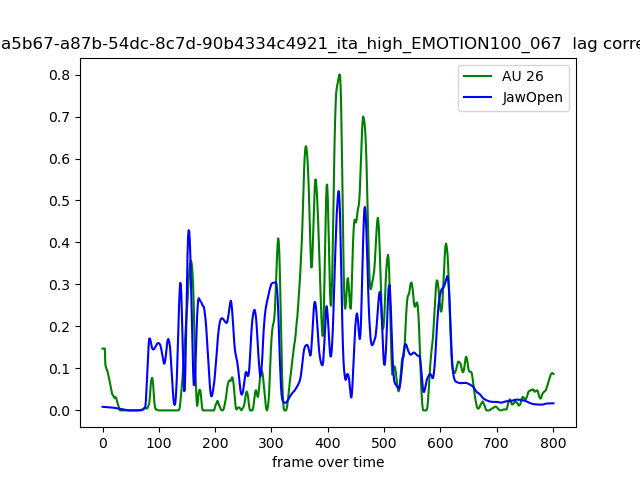 a5b67-a87b-54dc-8c7d-90b4334c4921_ita_high_EMOTION100_067 lag corre
AU 26
JawOpen
0.8
0.7
0.6
0.5
0.4
0.3
0.2
0.1
0.0
0 100 200 300 400 500 600 700 800
frame over time